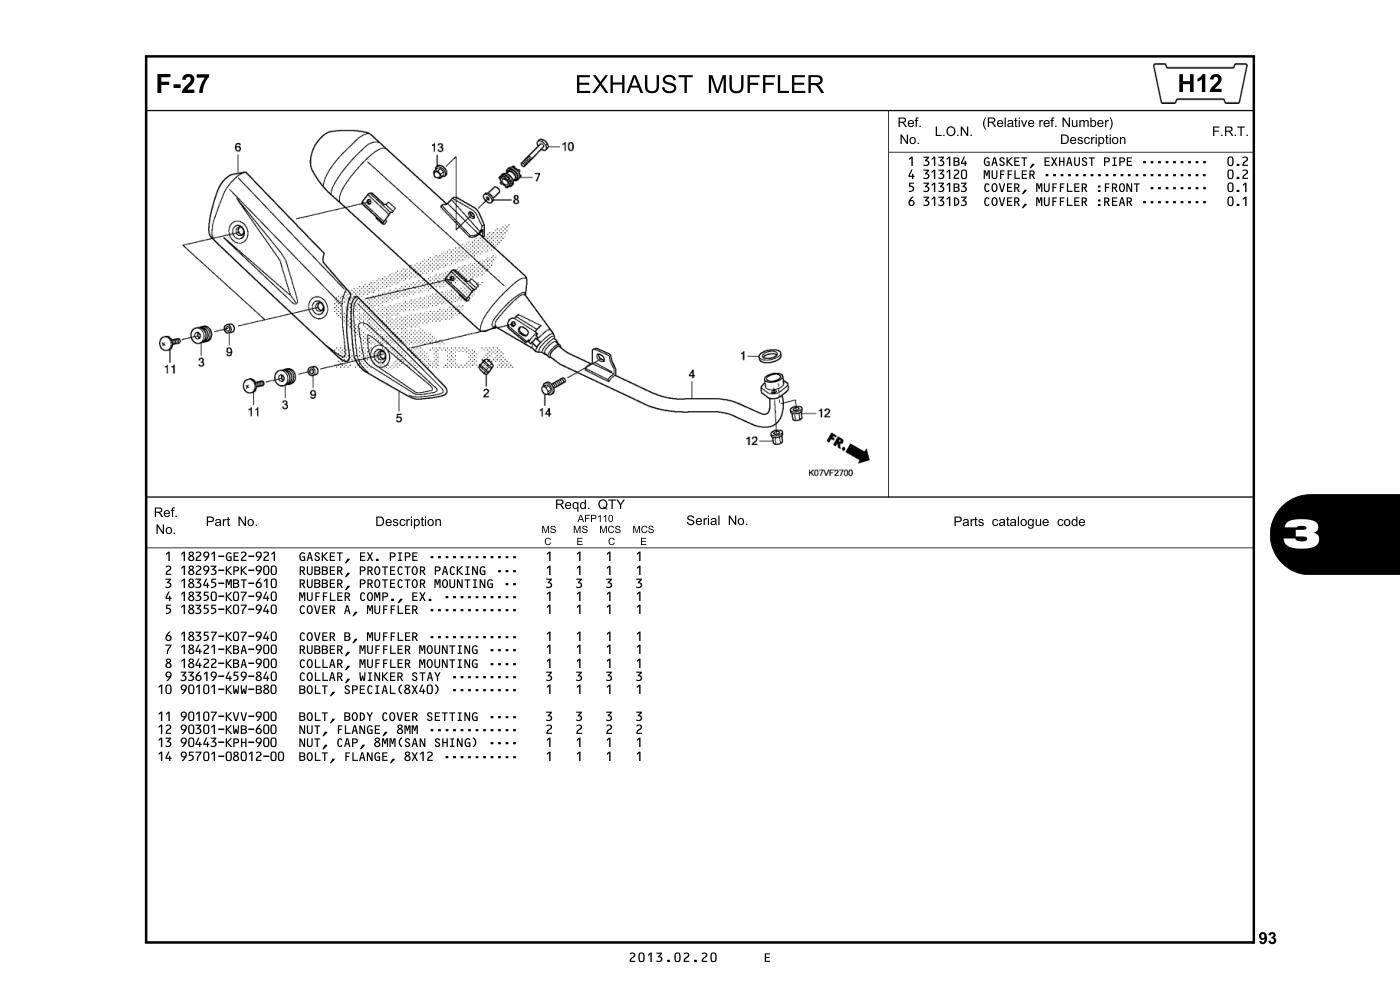 F-27
EXHAUST MUFFLER
H12
6
13
10
7
8
11
3
9
11
3
9
5
2
14
4
1
12
12
FR.
K07VF2700
HONDA
Ref. No. L.O.N. (Relative ref. Number) Description F.R.T.
1 3131B4 GASKET, EXHAUST PIPE --------- 0.2
4 313120 MUFFLER ---------------------- 0.2
5 3131B3 COVER, MUFFLER :FRONT -------- 0.1
6 3131D3 COVER, MUFFLER :REAR --------- 0.1
3
Ref. No. Part No. Description Reqd. QTY Serial No. Parts catalogue code
AFP110
MS MS MCS MCS
C E C E
1 18291-GE2-921 GASKET, EX. PIPE ------------ 1 1 1 1
2 18293-KPK-900 RUBBER, PROTECTOR PACKING --- 1 1 1 1
3 18345-MBT-610 RUBBER, PROTECTOR MOUNTING -- 3 3 3 3
4 18350-K07-940 MUFFLER COMP., EX. ---------- 1 1 1 1
5 18355-K07-940 COVER A, MUFFLER ------------ 1 1 1 1
6 18357-K07-940 COVER B, MUFFLER ------------ 1 1 1 1
7 18421-KBA-900 RUBBER, MUFFLER MOUNTING ---- 1 1 1 1
8 18422-KBA-900 COLLAR, MUFFLER MOUNTING ---- 1 1 1 1
9 33619-459-840 COLLAR, WINKER STAY --------- 3 3 3 3
10 90101-KWW-B80 BOLT, SPECIAL(8X40) --------- 1 1 1 1
11 90107-KVV-900 BOLT, BODY COVER SETTING ---- 3 3 3 3
12 90301-KWB-600 NUT, FLANGE, 8MM ------------ 2 2 2 2
13 90443-KPH-900 NUT, CAP, 8MM(SAN SHING) ---- 1 1 1 1
14 95701-08012-00 BOLT, FLANGE, 8X12 ---------- 1 1 1 1
93
2013.02.20 E